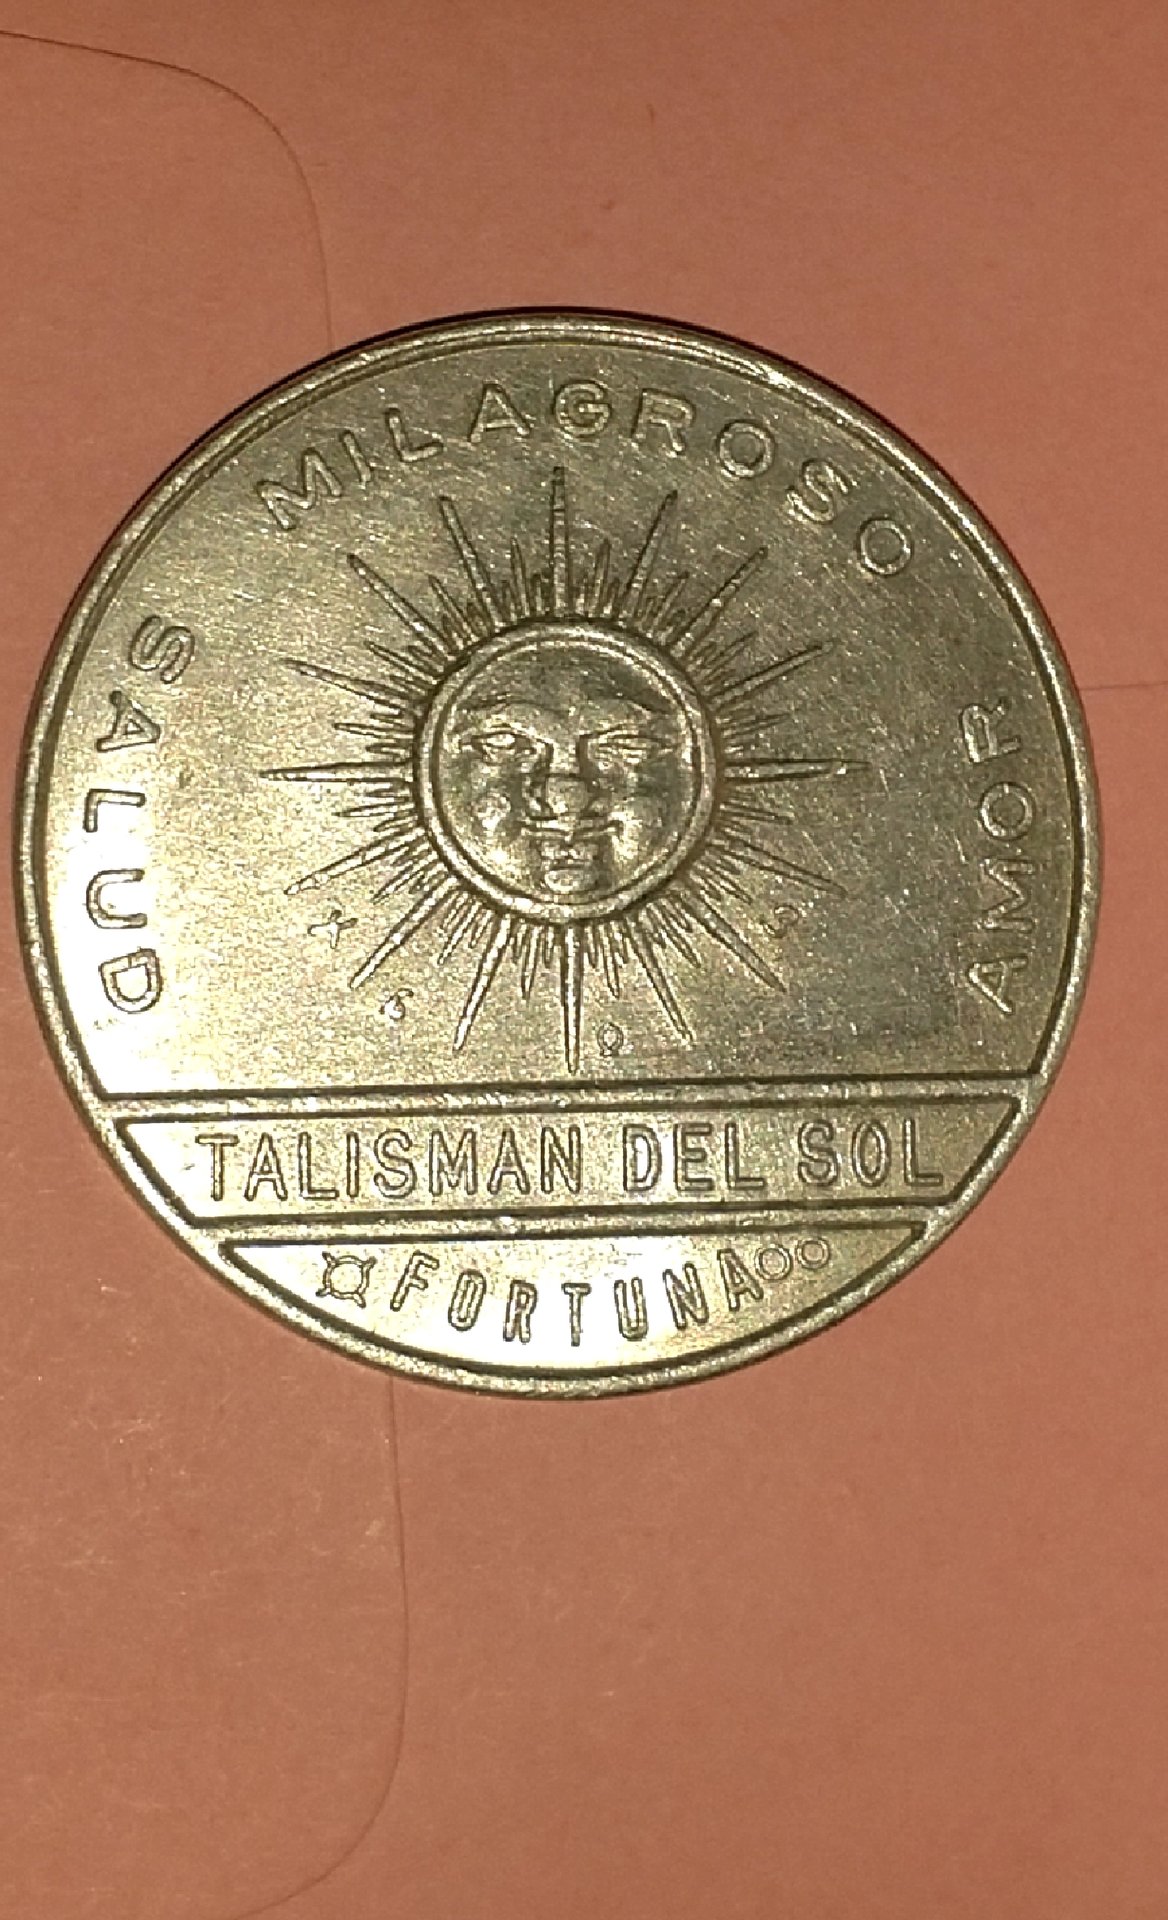 MILAGROSO
SALUD
AMOR
TALISMAN DEL SOL
FORTUNA